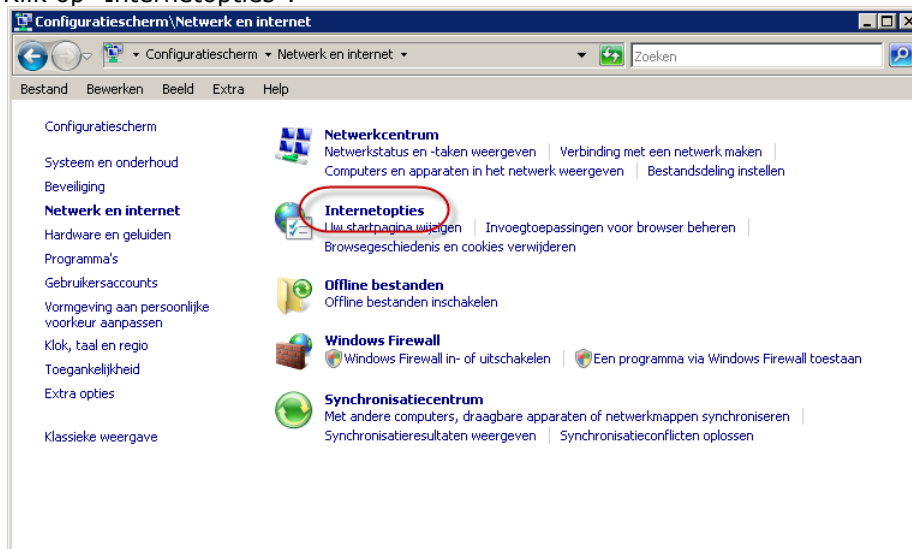 Klik op "Internetopties".
Configuratiescherm\Netwerk en internet
Configuratiescherm Netwerk en internet
Zoeken
Bestand Bewerken Beeld Extra Help
Configuratiescherm
Systeem en onderhoud
Beveiliging
Netwerk en internet
Hardware en geluiden
Programma's
Gebruikersaccounts
Vormgeving aan persoonlijke
voorkeur aanpassen
Klok, taal en regio
Toegankelijkheid
Extra opties
Klassieke weergave
Netwerkcentrum
Netwerkstatus en -taken weergeven Verbinding met een netwerk maken
Computers en apparaten in het netwerk weergeven Bestandsdeling instellen
Internetopties
Uw startpagina wijzigen Invoegtoepassingen voor browser beheren
Browsegeschiedenis en cookies verwijderen
Offline bestanden
Offline bestanden inschakelen
Windows Firewall
Windows Firewall in- of uitschakelen Een programma via Windows Firewall toestaan
Synchronisatiecentrum
Met andere computers, draagbare apparaten of netwerkmappen synchroniseren
Synchronisatieresultaten weergeven Synchronisatieconflicten oplossen